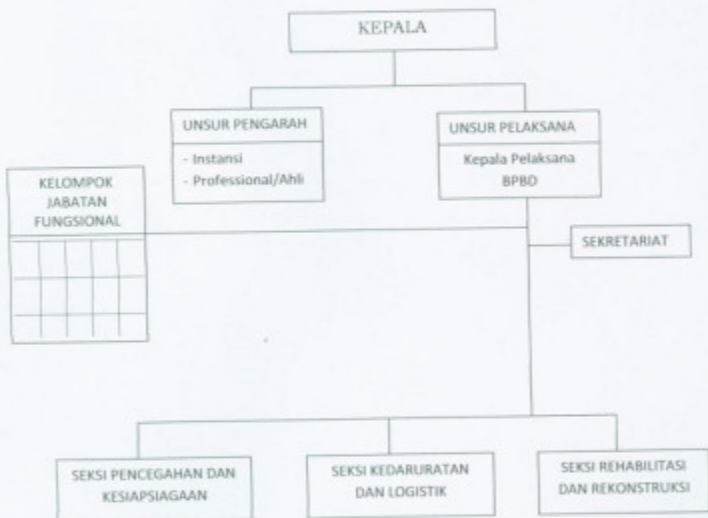 KEPALA
UNSUR PENGARAH
- Instansi
- Professional/Ahli
UNSUR PELAKSANA
Kepala Pelaksana
BPBD
KELOMPOK
JABATAN
FUNGSIONAL
SEKRETARIAT
SEKSI PENCEGAHAN DAN
KESIAPSIAGAAN
SEKSI KEDARURATAN
DAN LOGISTIK
SEKSI REHABILITASI
DAN REKONSTRUKSI